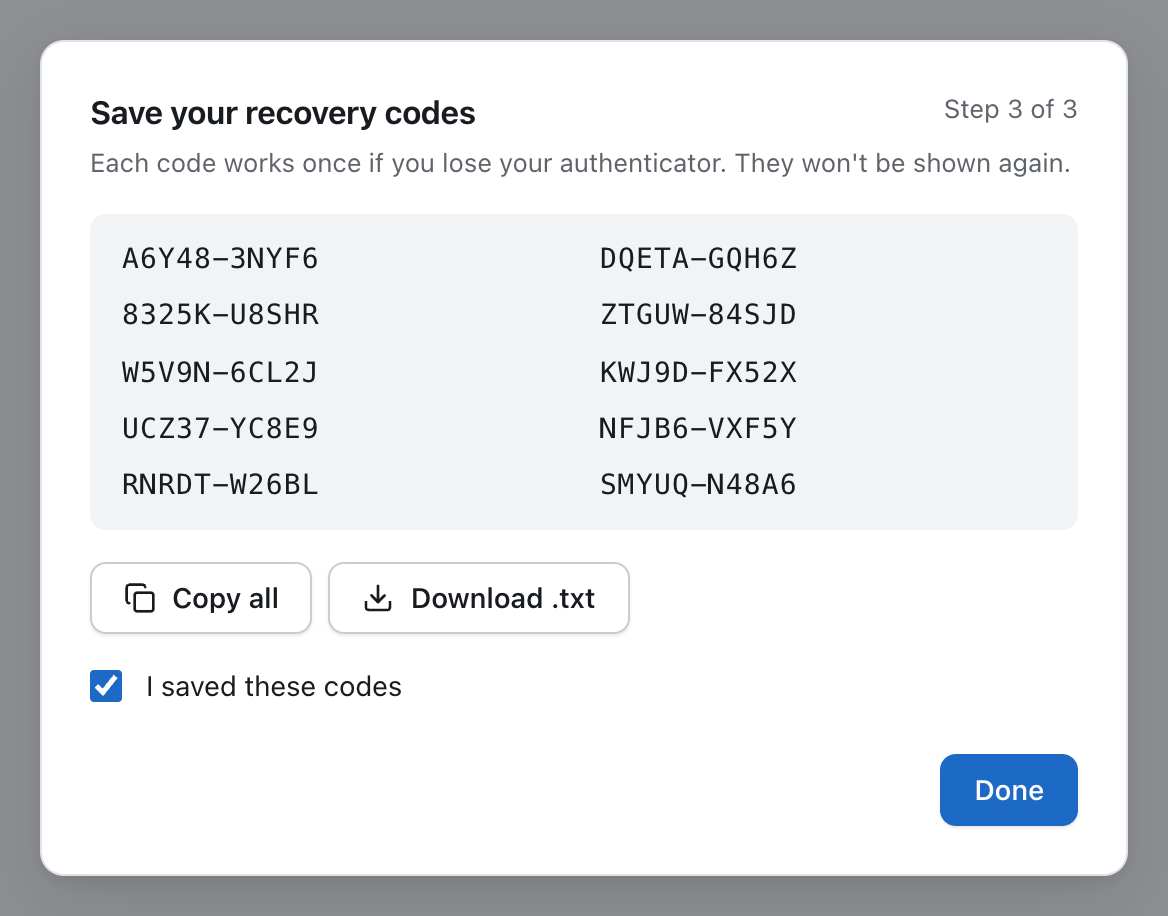 Save your recovery codes
Step 3 of 3
Each code works once if you lose your authenticator. They won't be shown again.
A6Y48-3NYF6
DQETA-GQH6Z
8325K-U8SHR
ZTGUW-84SJD
W5V9N-6CL2J
KWJ9D-FX52X
UCZ37-YC8E9
NFJB6-VXF5Y
RNRDT-W26BL
SMYUQ-N48A6
Copy all
Download .txt
I saved these codes
Done